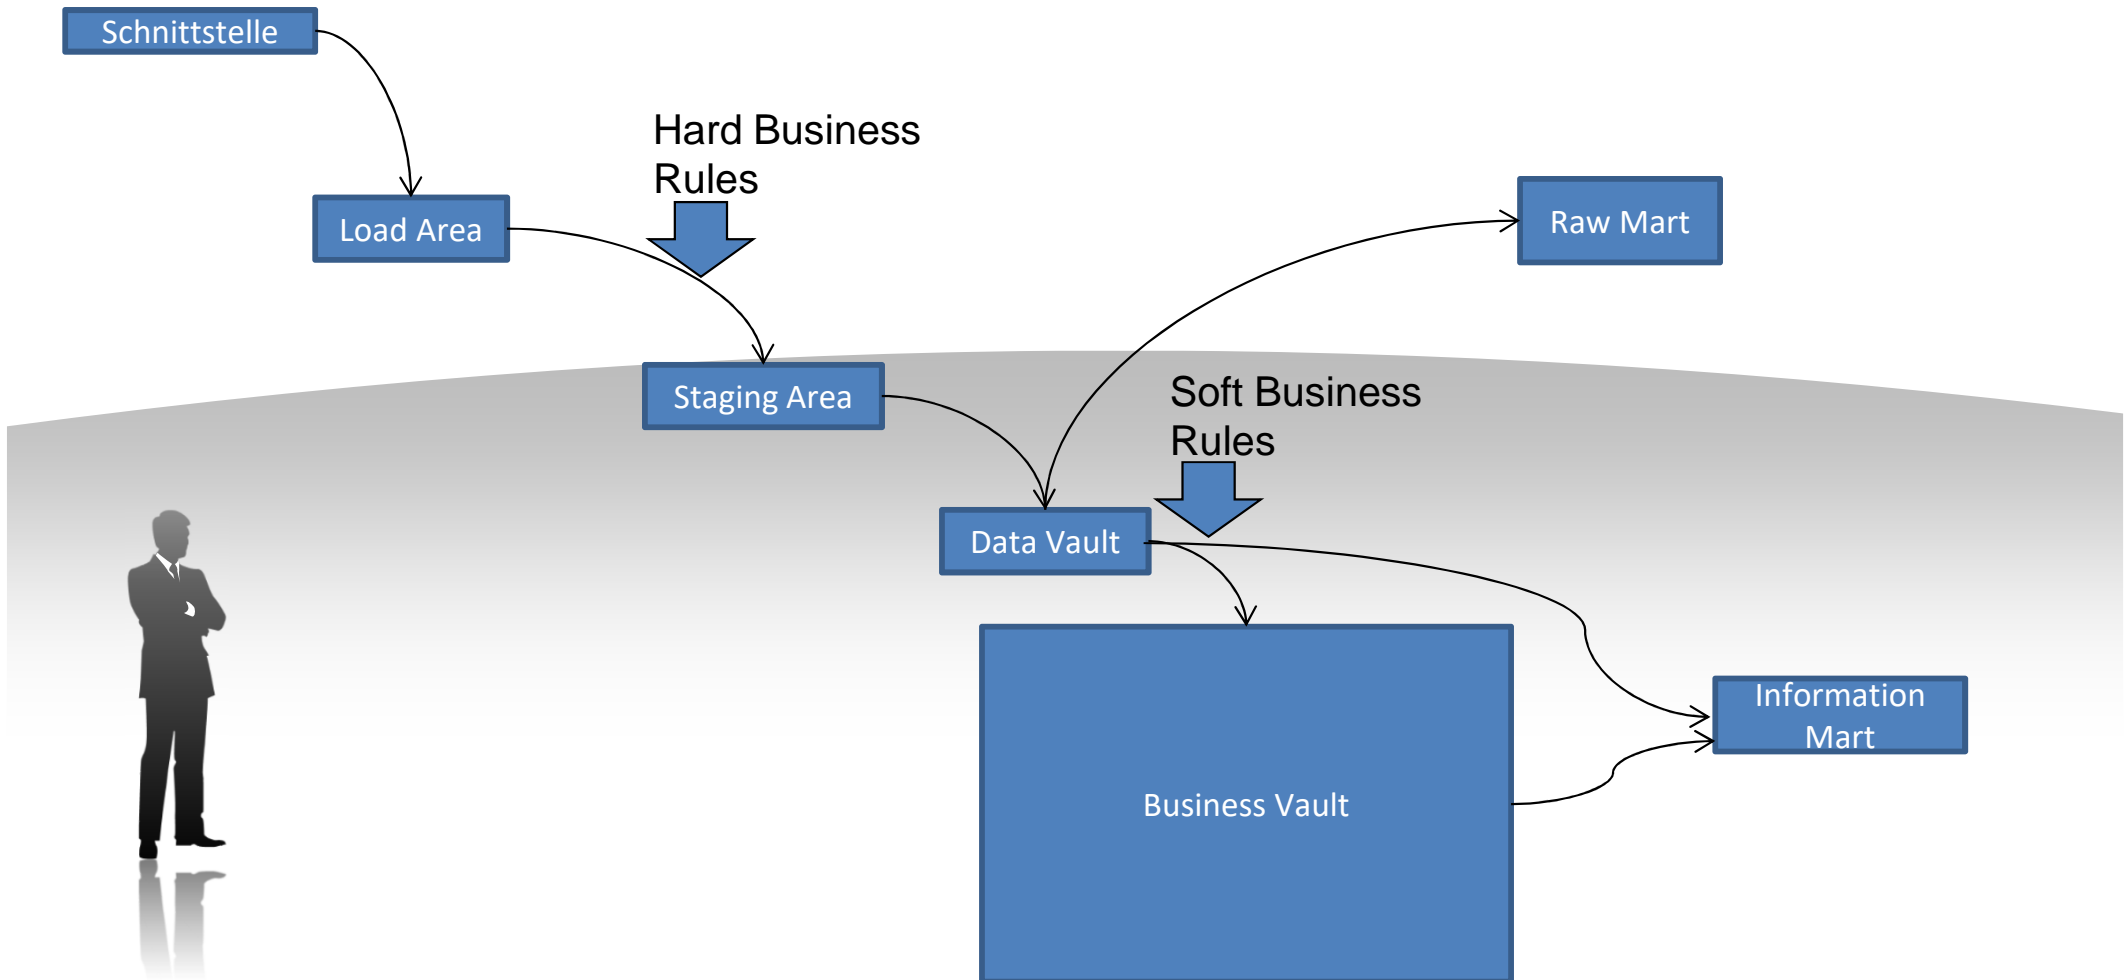 Schnittstelle
Hard Business
Rules
Load Area
Raw Mart
Staging Area
Soft Business
Rules
Data Vault
Information
Mart
Business Vault